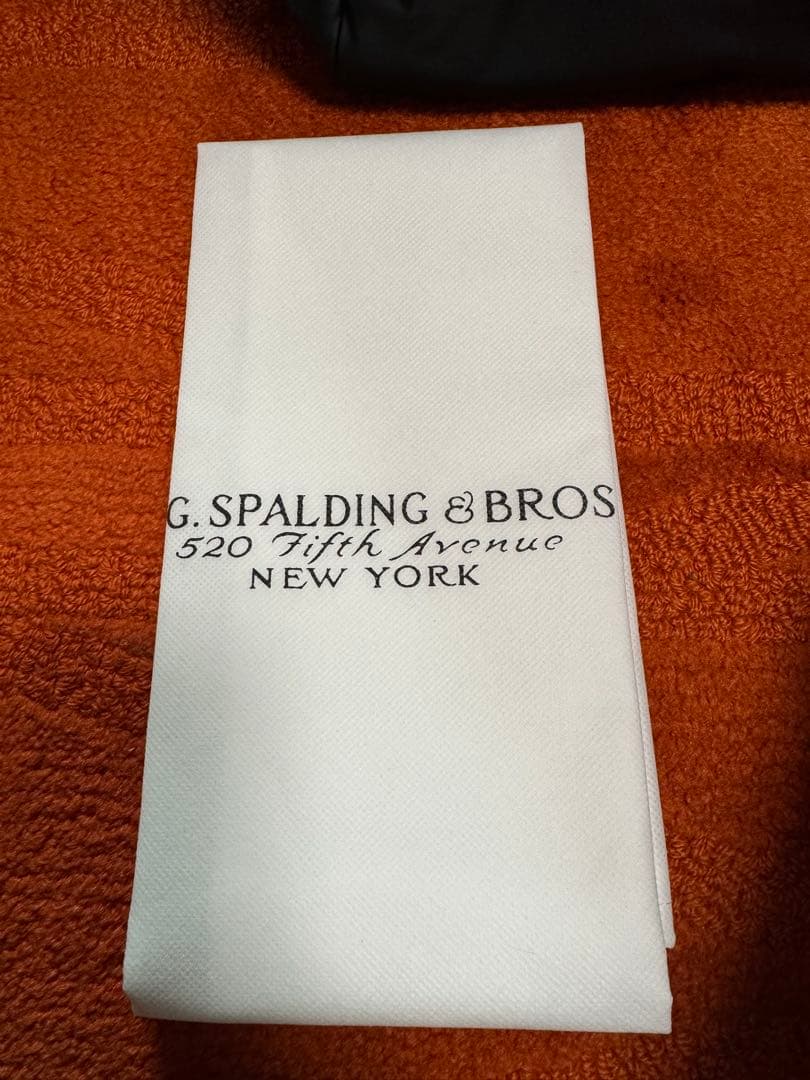 G. SPALDING & BROS
520 Fifth Avenue
NEW YORK